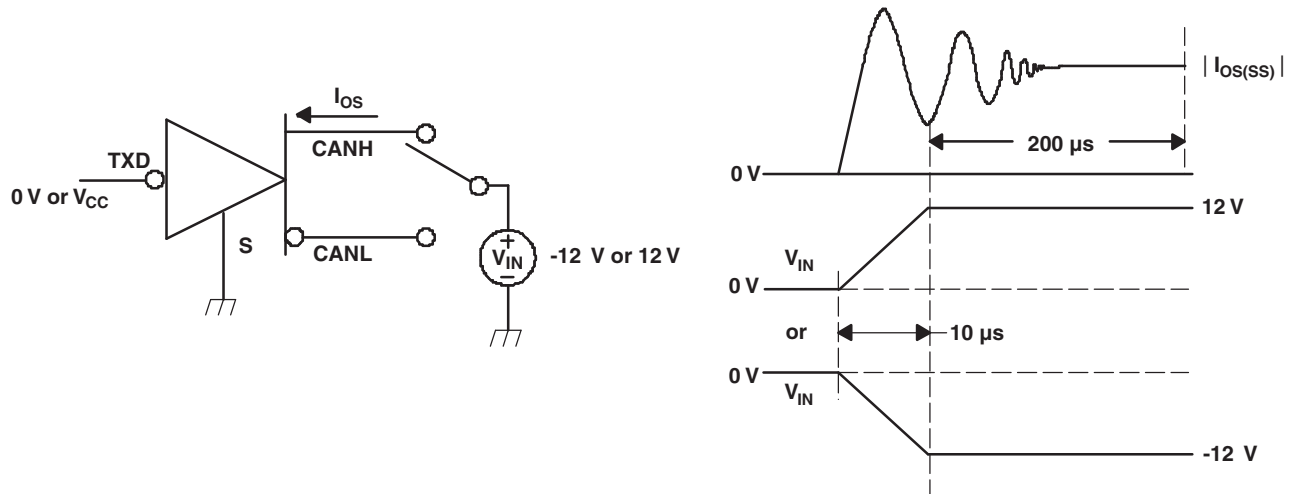 I_OS
TXD
CANH
0 V or V_CC
S
CANL
+
V_IN
–
-12 V or 12 V
| I_OS(SS) |
200 µs
0 V
12 V
V_IN
0 V
or
10 µs
0 V
V_IN
-12 V